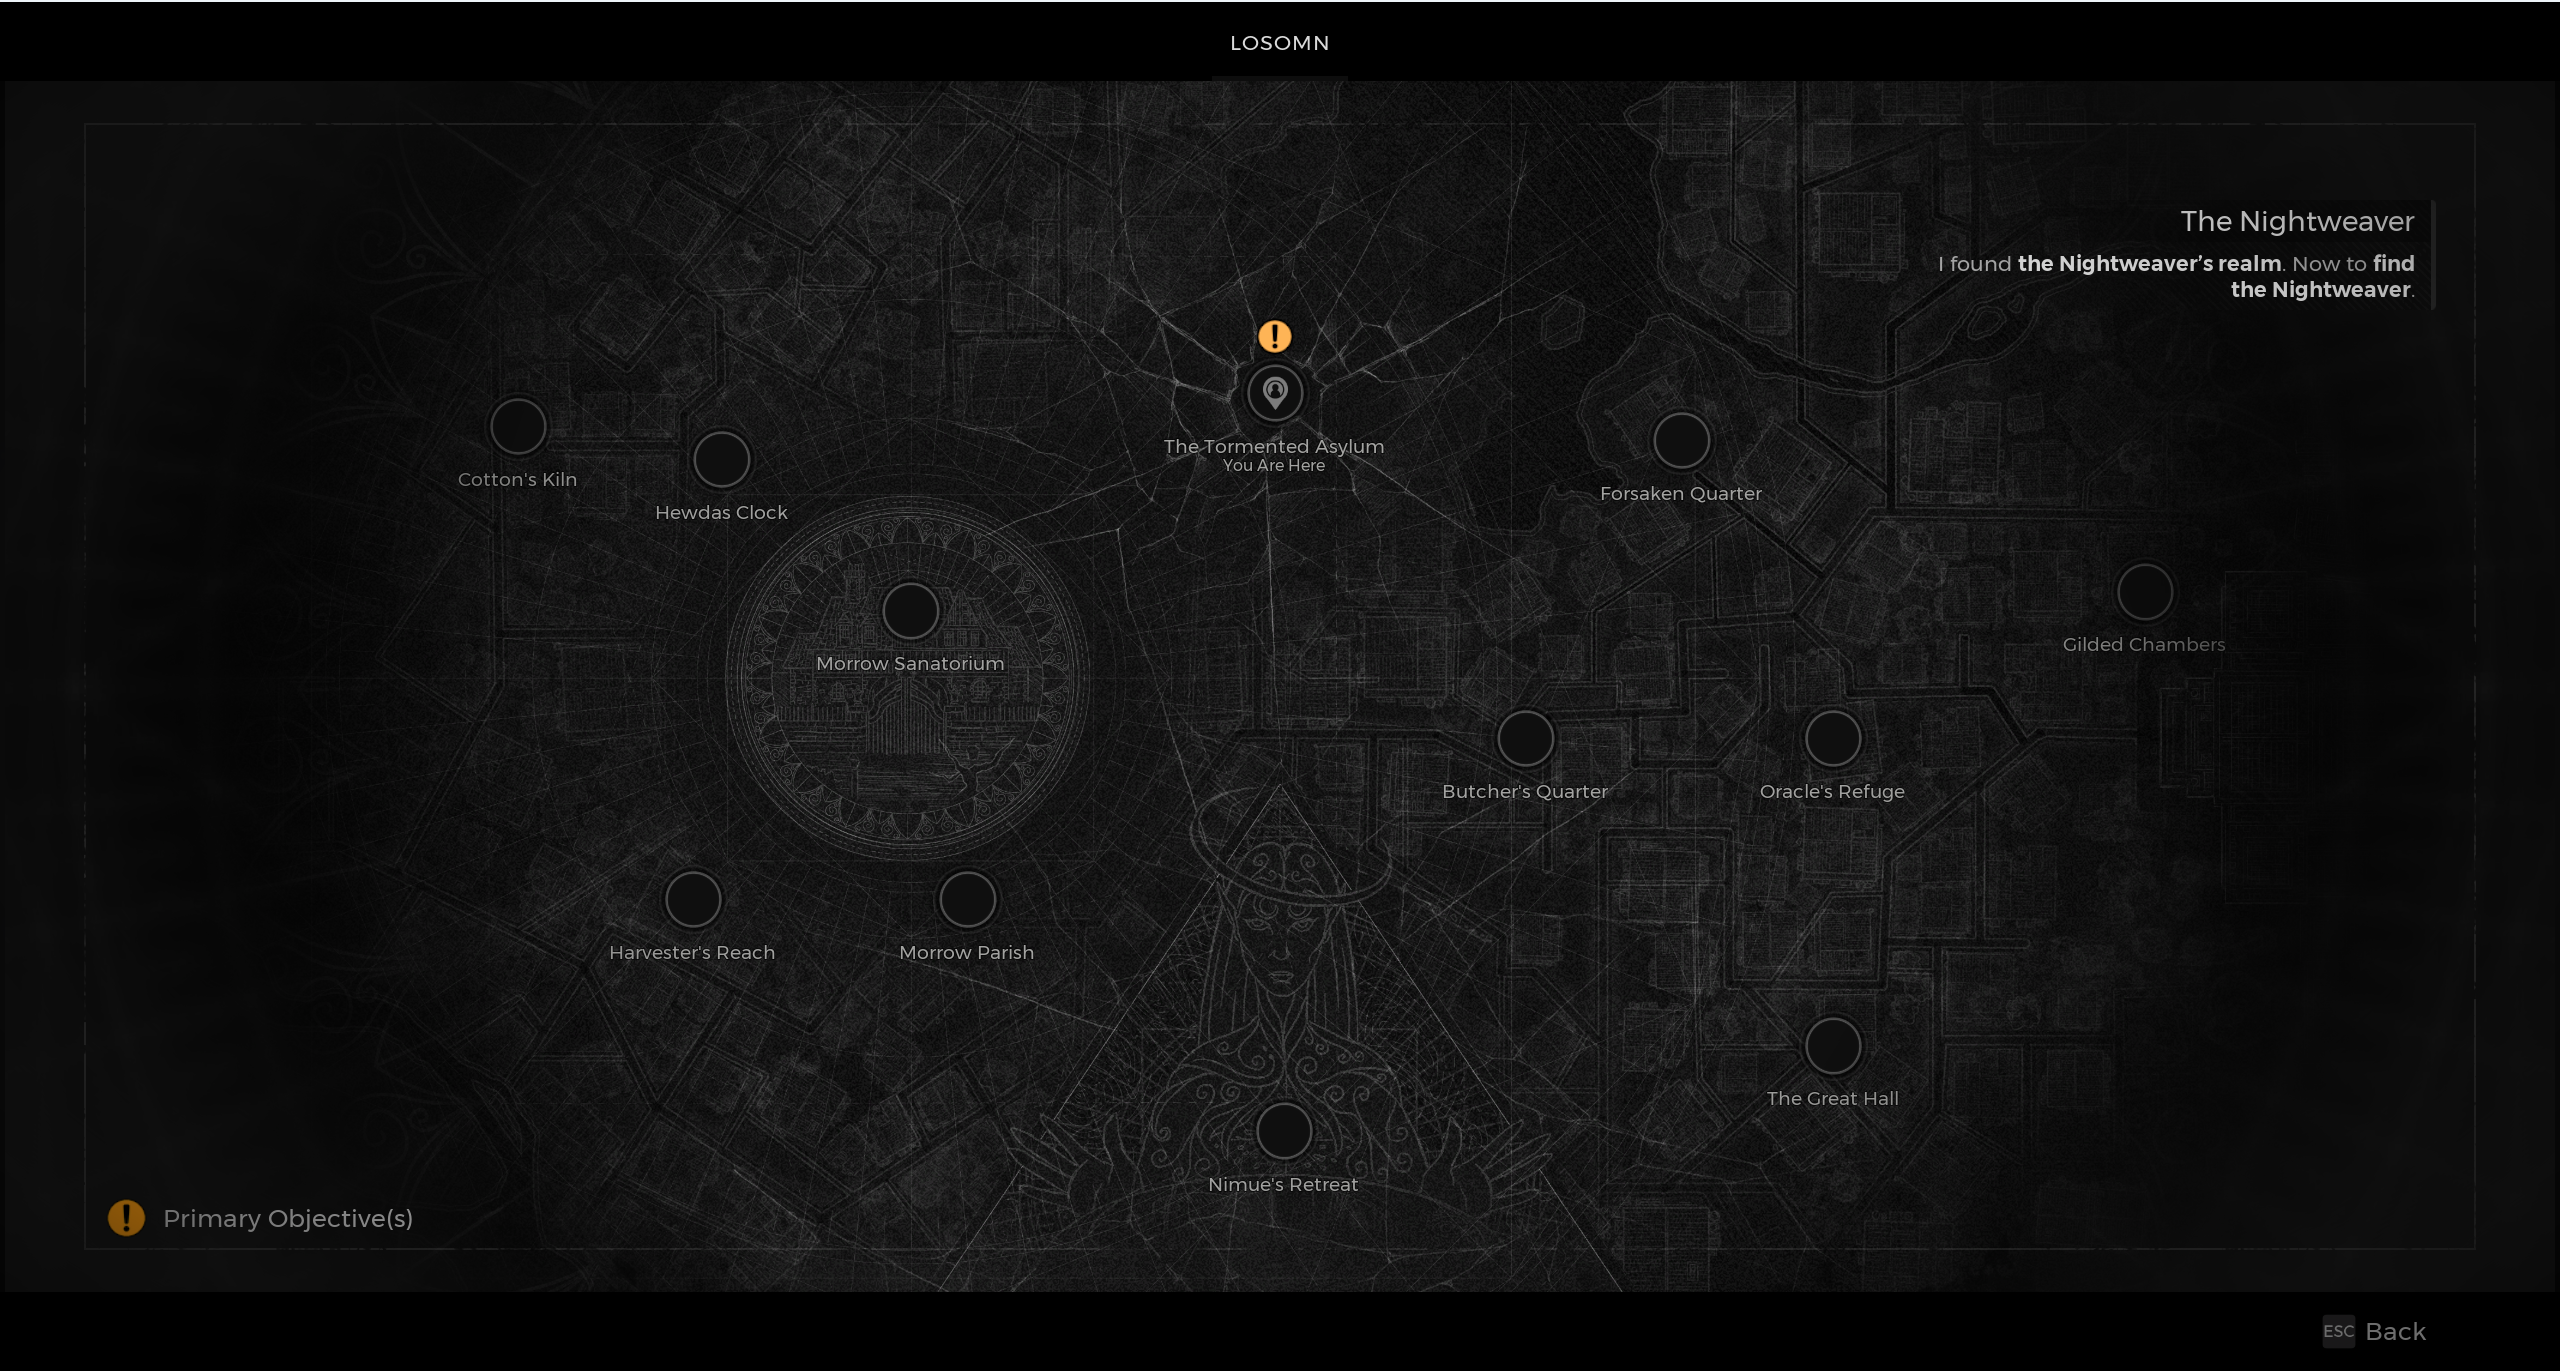 LOSOMN
The Nightweaver
I found the Nightweaver’s realm. Now to find
the Nightweaver.
The Tormented Asylum
You Are Here
Cotton's Kiln
Hewdas Clock
Forsaken Quarter
Morrow Sanatorium
Gilded Chambers
Butcher's Quarter
Oracle's Refuge
Harvester's Reach
Morrow Parish
The Great Hall
Nimue's Retreat
Primary Objective(s)
ESC Back